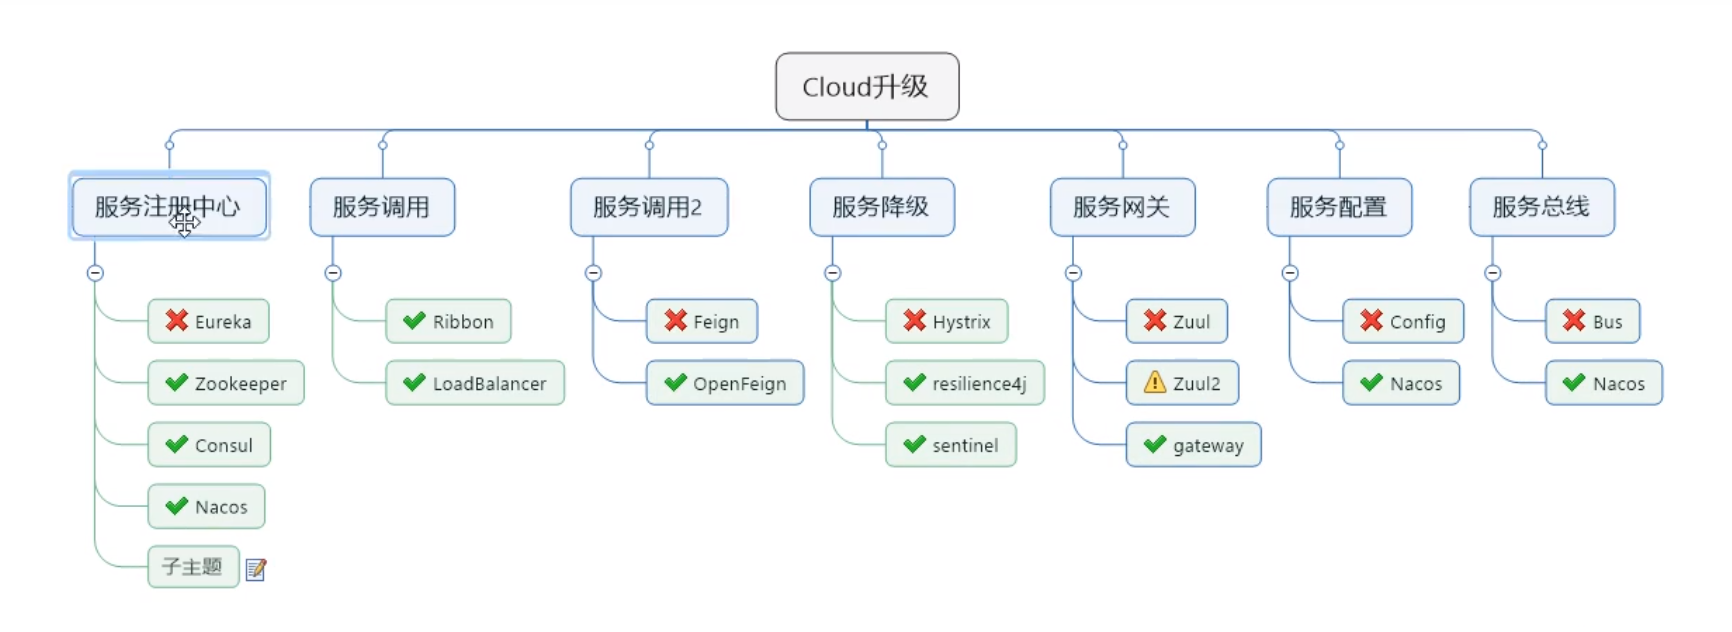 Cloud升级
服务注册中心
Eureka
Zookeeper
Consul
Nacos
子主题
服务调用
Ribbon
LoadBalancer
服务调用2
Feign
OpenFeign
服务降级
Hystrix
resilience4j
sentinel
服务网关
Zuul
Zuul2
gateway
服务配置
Config
Nacos
服务总线
Bus
Nacos